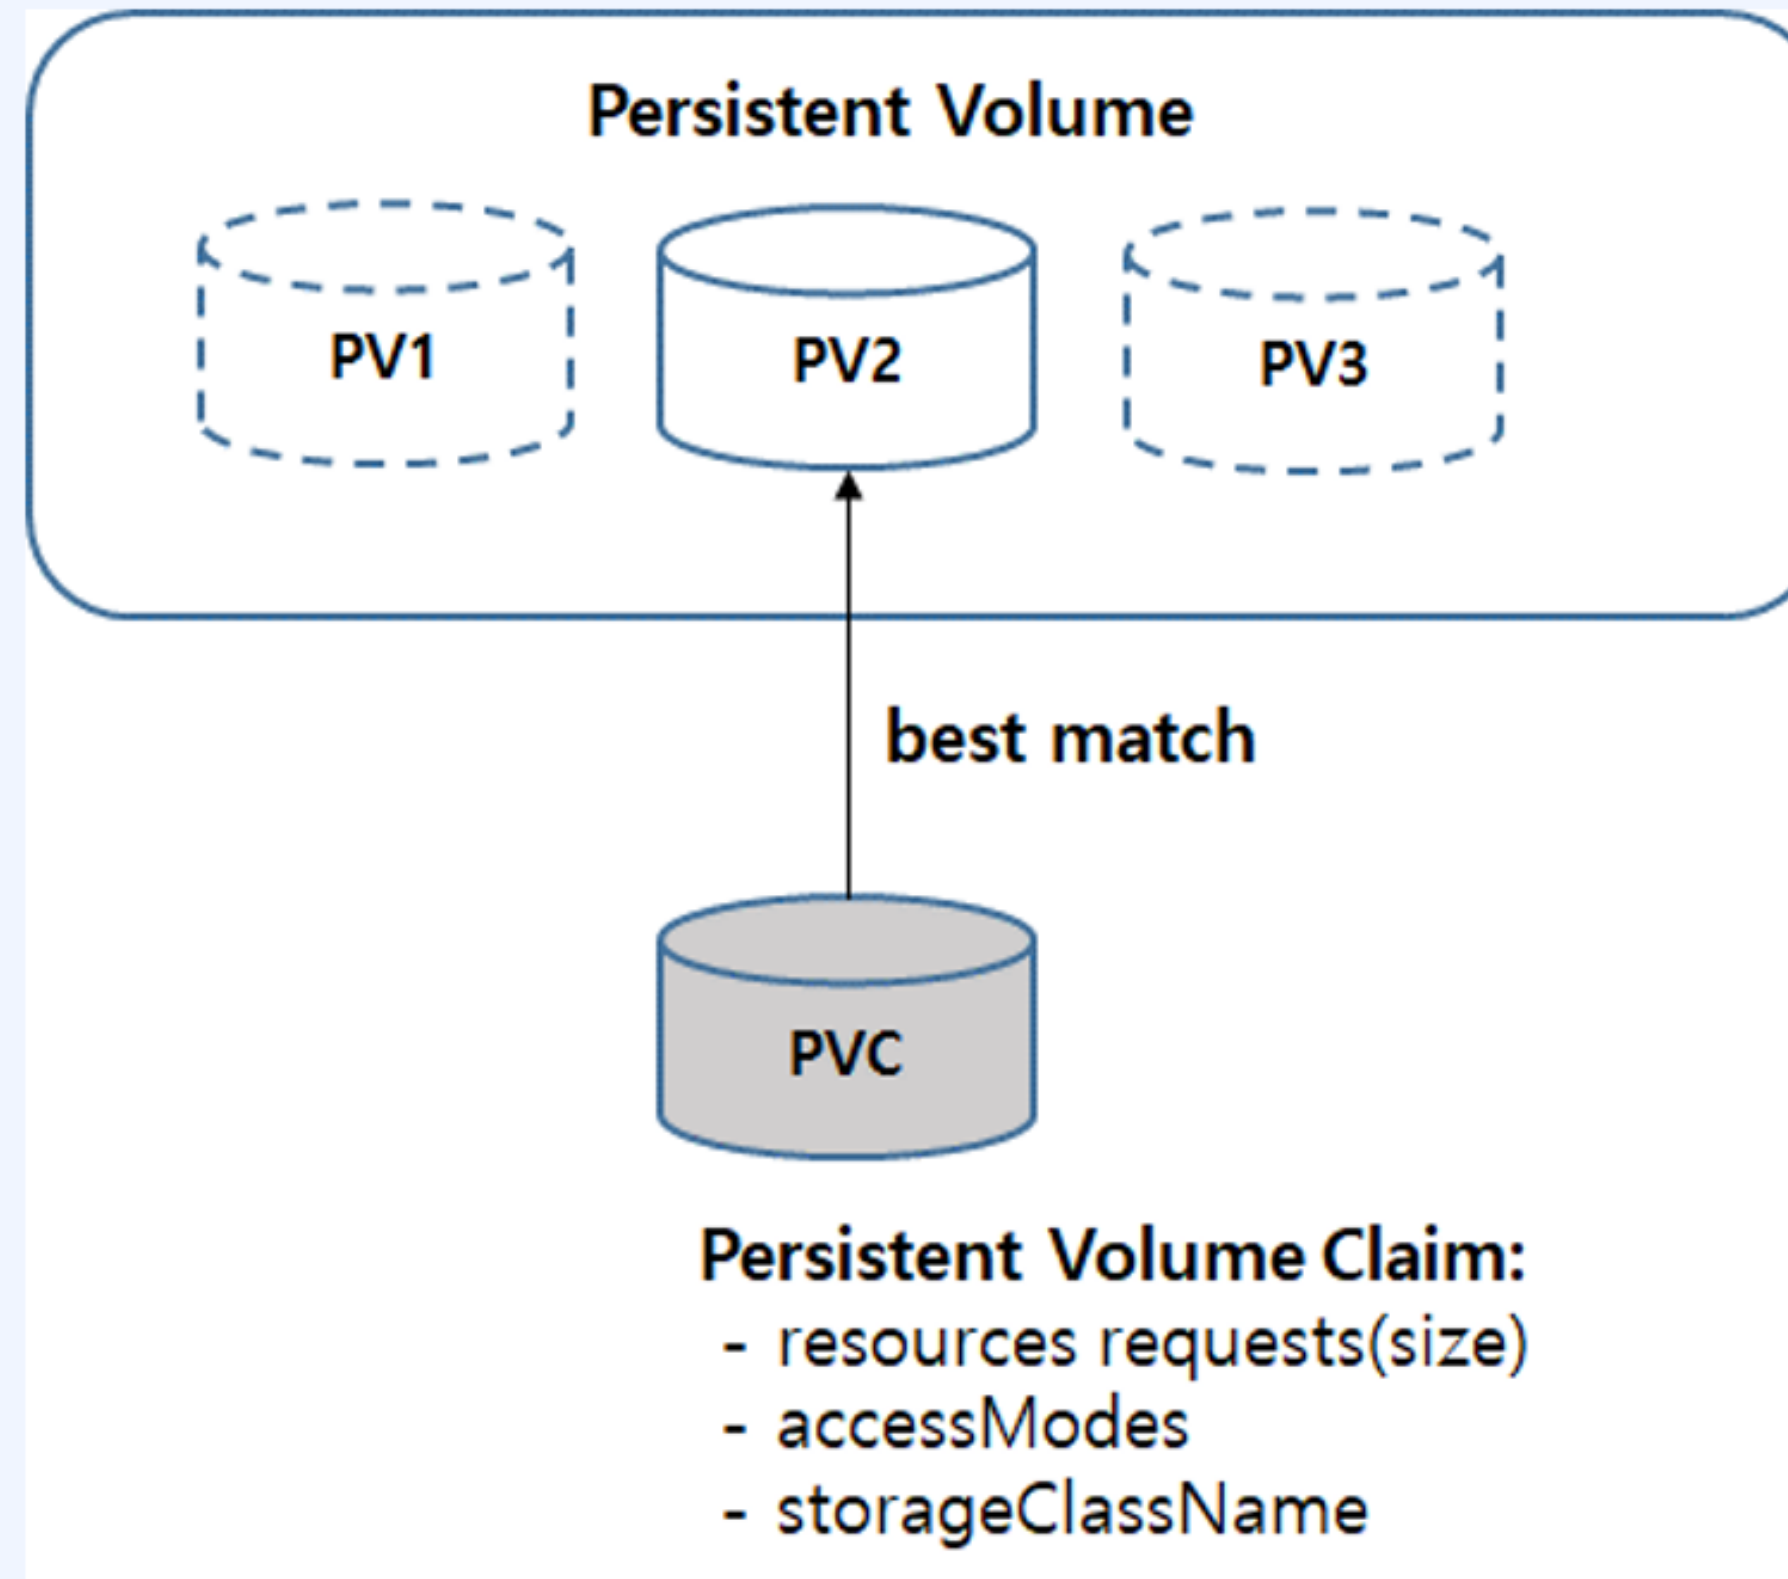 Persistent Volume
PV1 PV2 PV3
best match
PVC
Persistent Volume Claim:
- resources requests(size)
- accessModes
- storageClassName